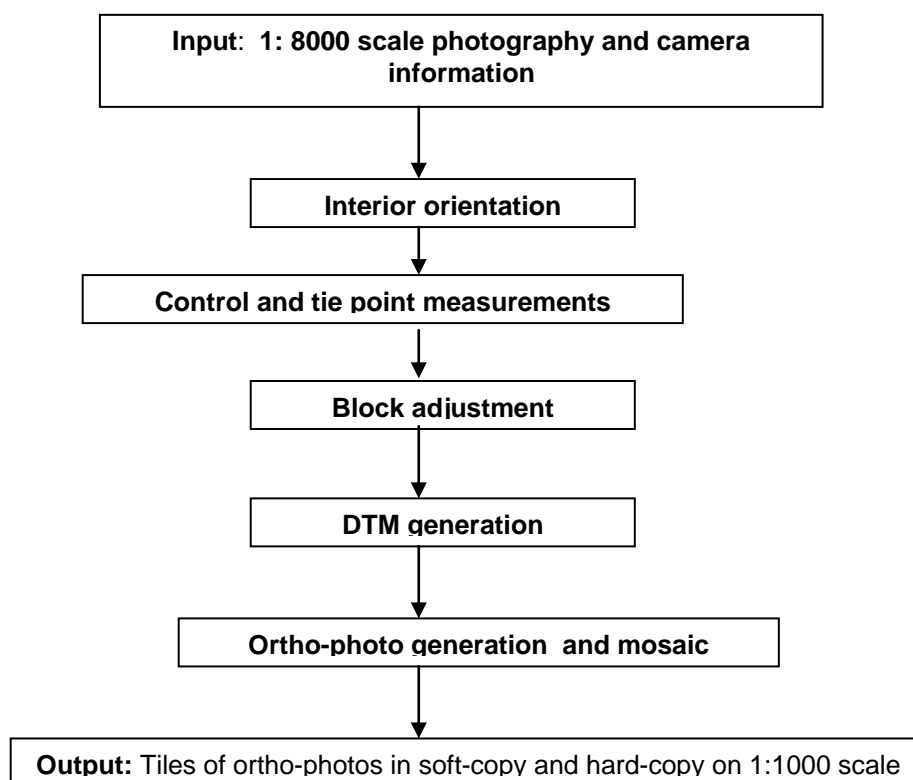 Input: 1: 8000 scale photography and camera
information
Interior orientation
Control and tie point measurements
Block adjustment
DTM generation
Ortho-photo generation and mosaic
Output: Tiles of ortho-photos in soft-copy and hard-copy on 1:1000 scale